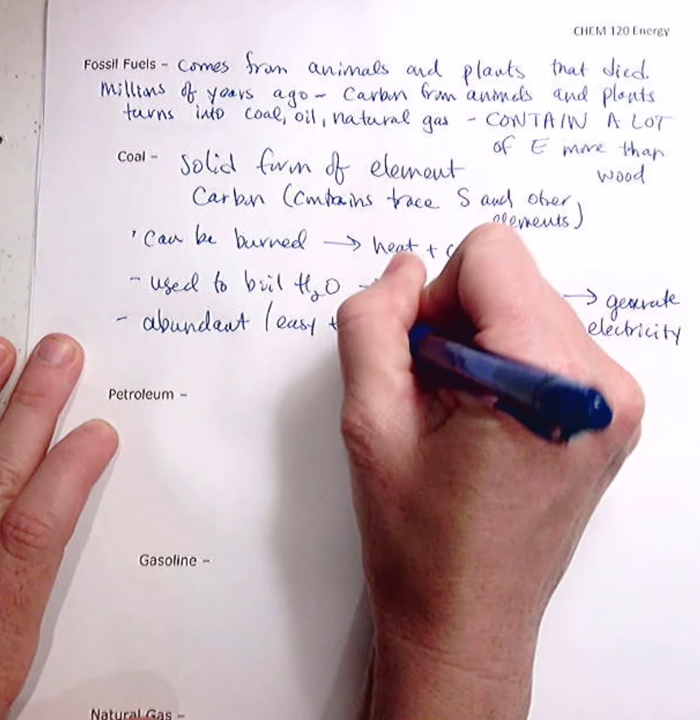 CHEM 120 Energy
Fossil Fuels - comes from animals and plants that died
Millions of years ago - Carbon from animals and plants
turns into coal, oil, natural gas - CONTAIN A LOT
of E more than
wood
Coal - solid form of element
Carbon (contains trace S and other
elements)
· Can be burned → heat +
- used to boil H₂O → generate
electricity
- abundant / easy
Petroleum -
Gasoline -
Natural Gas -